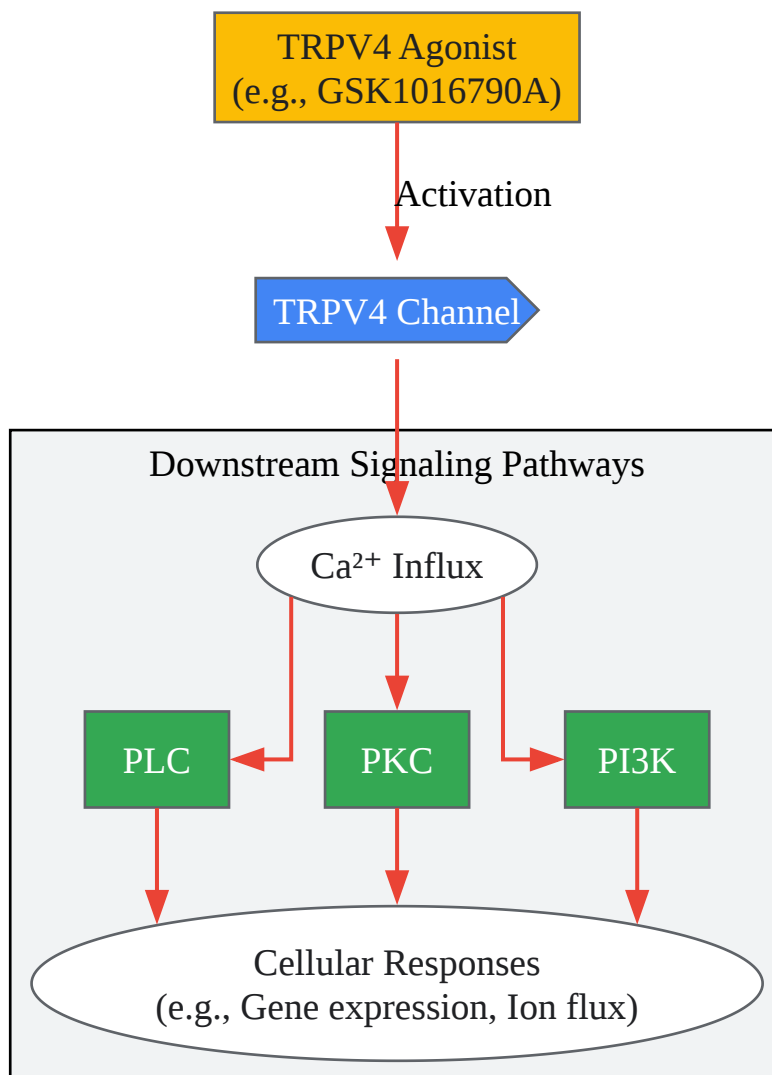 TRPV4 Agonist
(e.g., GSK1016790A)
Activation
TRPV4 Channel
Downstream Signaling Pathways
Ca²⁺ Influx
PLC
PKC
PI3K
Cellular Responses
(e.g., Gene expression, Ion flux)